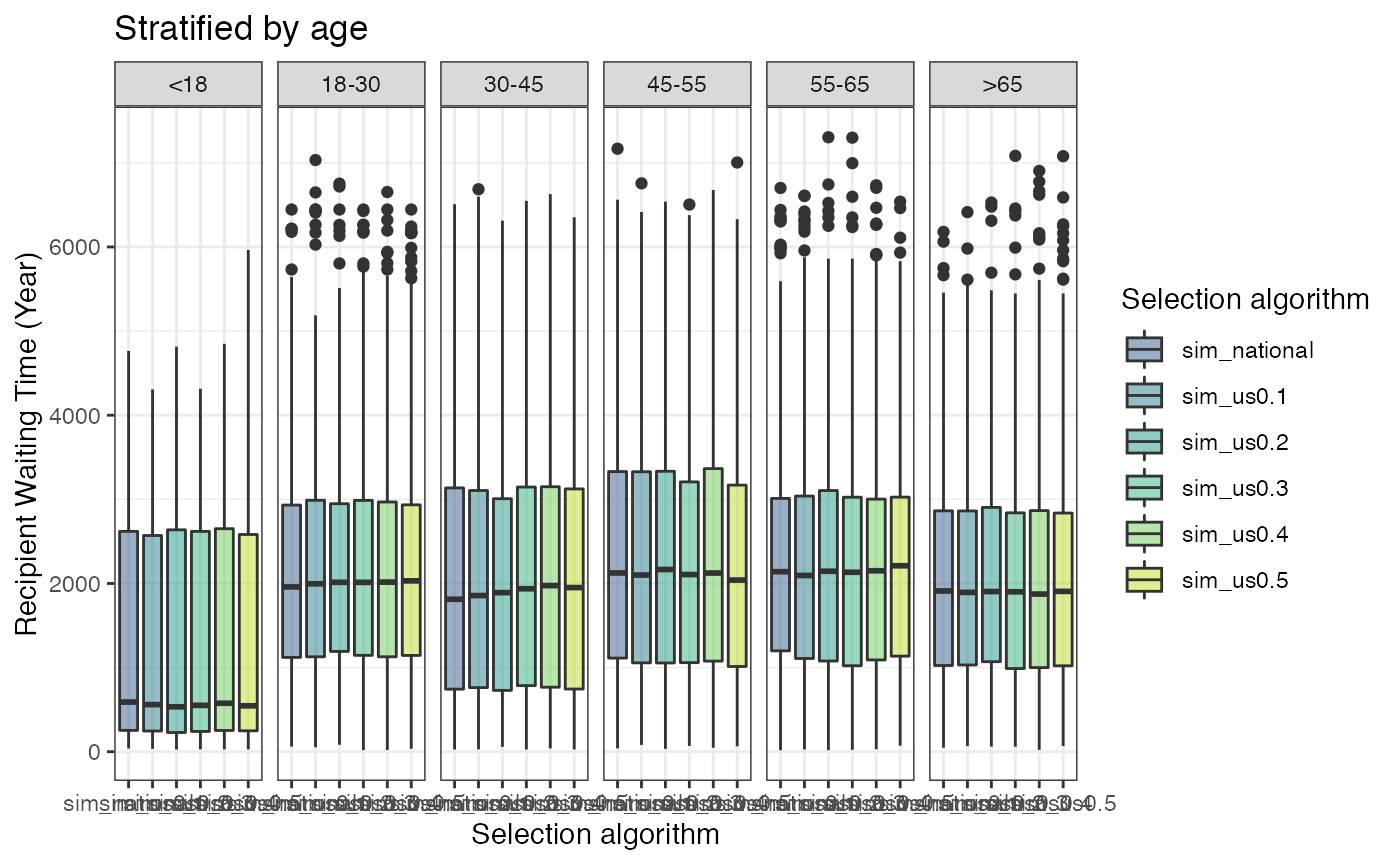 Stratified by age
<18 18-30 30-45 45-55 55-65 >65
Recipient Waiting Time (Year)
6000
4000
2000
0
Selection algorithm
Selection algorithm
sim_national
sim_us0.1
sim_us0.2
sim_us0.3
sim_us0.4
sim_us0.5